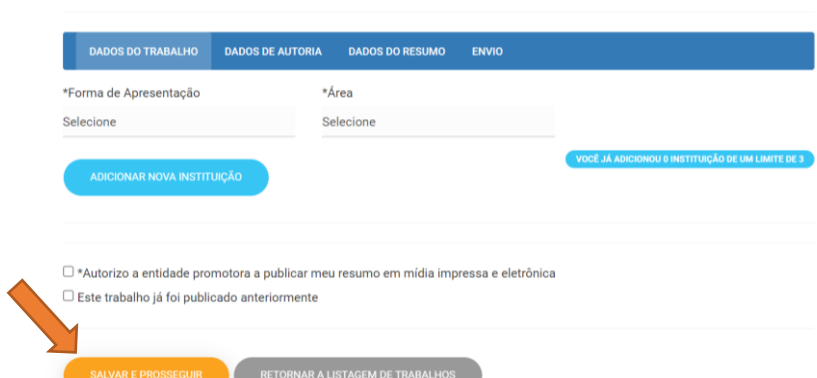 DADOS DO TRABALHO DADOS DE AUTORIA DADOS DO RESUMO ENVIO
*Forma de Apresentação *Área
Selecione Selecione
VOCÊ JÁ ADICIONOU 0 INSTITUIÇÃO DE UM LIMITE DE 3
ADICIONAR NOVA INSTITUIÇÃO
*Autorizo a entidade promotora a publicar meu resumo em mídia impressa e eletrônica
Este trabalho já foi publicado anteriormente
SALVAR E PROSSEGUIR RETORNAR A LISTAGEM DE TRABALHOS